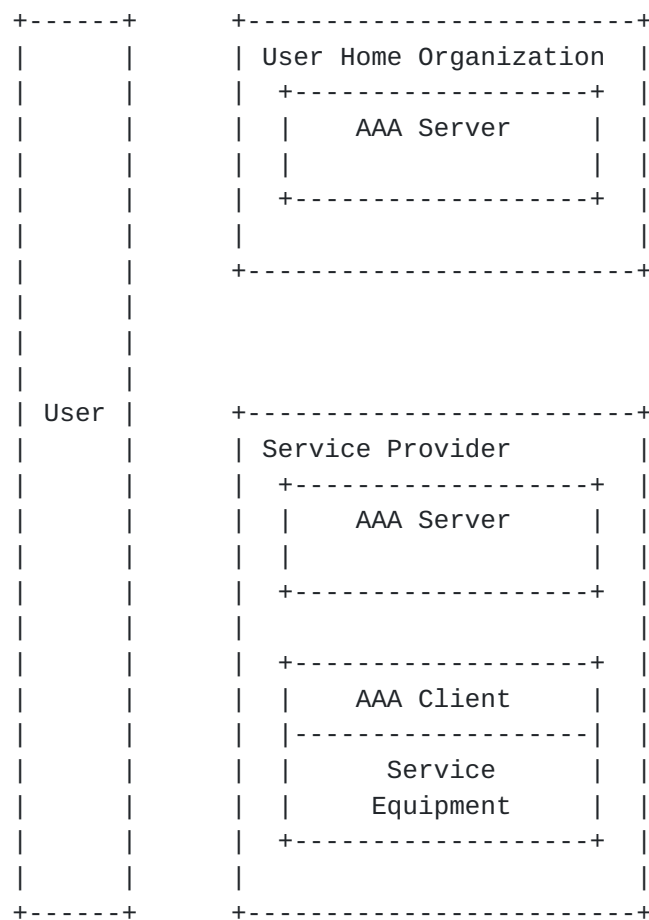 User Home Organization
AAA Server
User
Service Provider
AAA Server
AAA Client
Service
Equipment